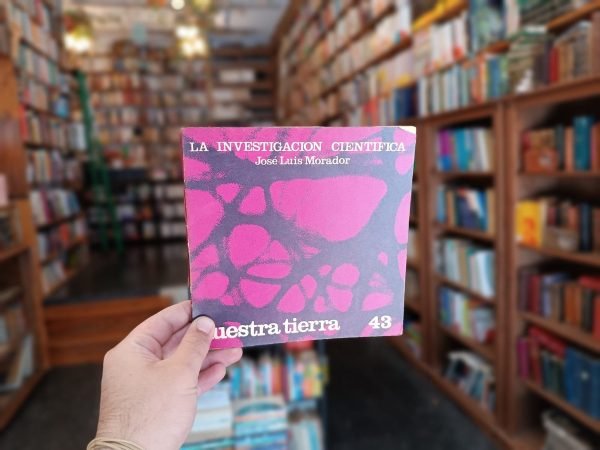 LA INVESTIGACION CIENTIFICA
José Luis Morador
uestra tierra 43